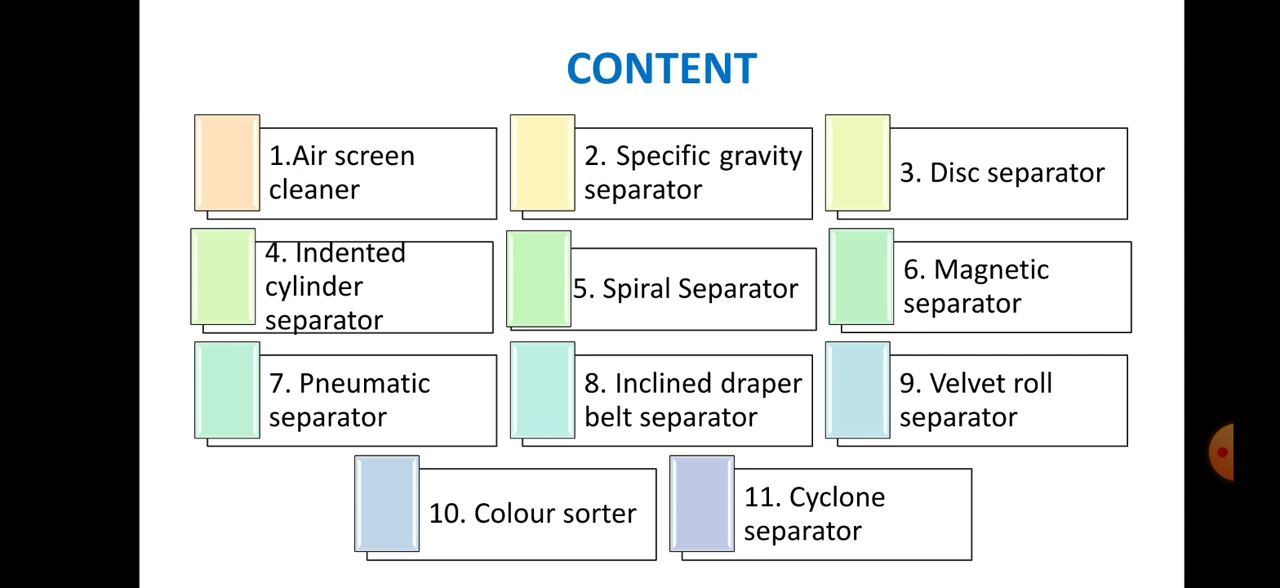 CONTENT
1.Air screen
cleaner
2. Specific gravity
separator
3. Disc separator
4. Indented
cylinder
separator
5. Spiral Separator
6. Magnetic
separator
7. Pneumatic
separator
8. Inclined draper
belt separator
9. Velvet roll
separator
10. Colour sorter
11. Cyclone
separator